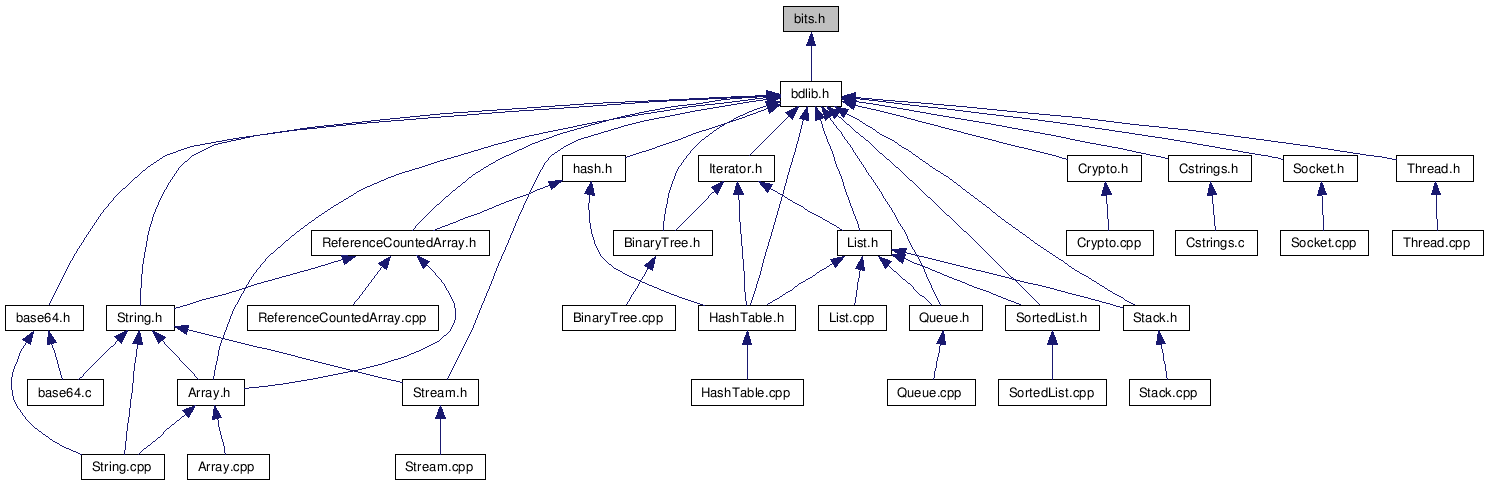 bits.h
bdlib.h
hash.h
Iterator.h
Crypto.h
Cstrings.h
Socket.h
Thread.h
ReferenceCountedArray.h
BinaryTree.h
List.h
Crypto.cpp
Cstrings.c
Socket.cpp
Thread.cpp
base64.h
String.h
ReferenceCountedArray.cpp
BinaryTree.cpp
HashTable.h
List.cpp
Queue.h
SortedList.h
Stack.h
base64.c
Array.h
Stream.h
HashTable.cpp
Queue.cpp
SortedList.cpp
Stack.cpp
String.cpp
Array.cpp
Stream.cpp